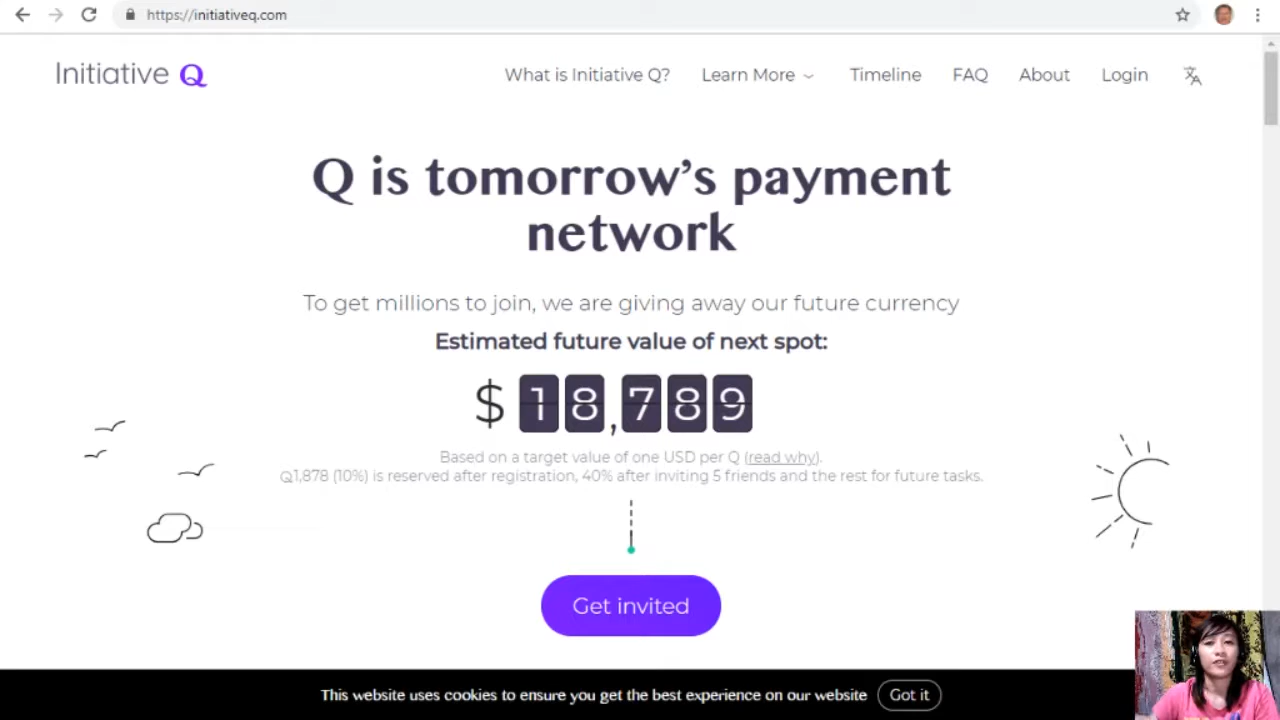 https://initiativeq.com
Initiative Q
What is Initiative Q? Learn More Timeline FAQ About Login
Q is tomorrow's payment
network
To get millions to join, we are giving away our future currency
Estimated future value of next spot:
$18,789
Based on a target value of one USD per Q (read why).
Q1,878 (10%) is reserved after registration, 40% after inviting 5 friends and the rest for future tasks.
Get invited
This website uses cookies to ensure you get the best experience on our website Got it